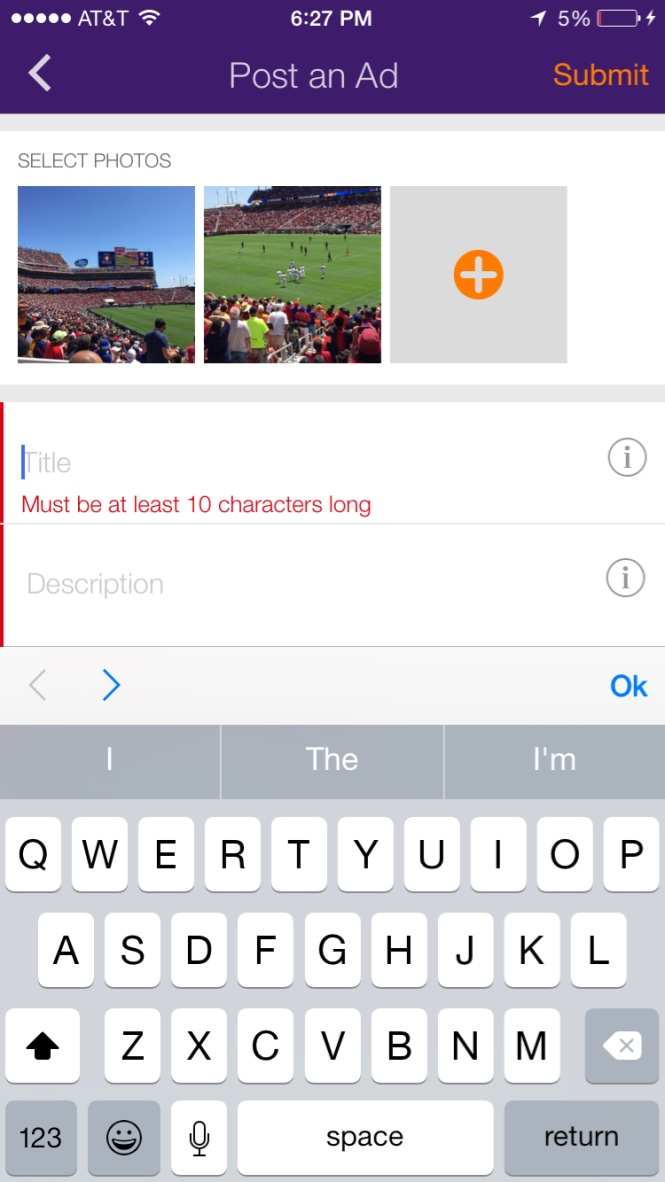 AT&T 6:27 PM 5%
Post an Ad Submit
SELECT PHOTOS
Title
Must be at least 10 characters long
Description
Ok
I The I'm
Q W E R T Y U I O P
A S D F G H J K L
Z X C V B N M
123 space return